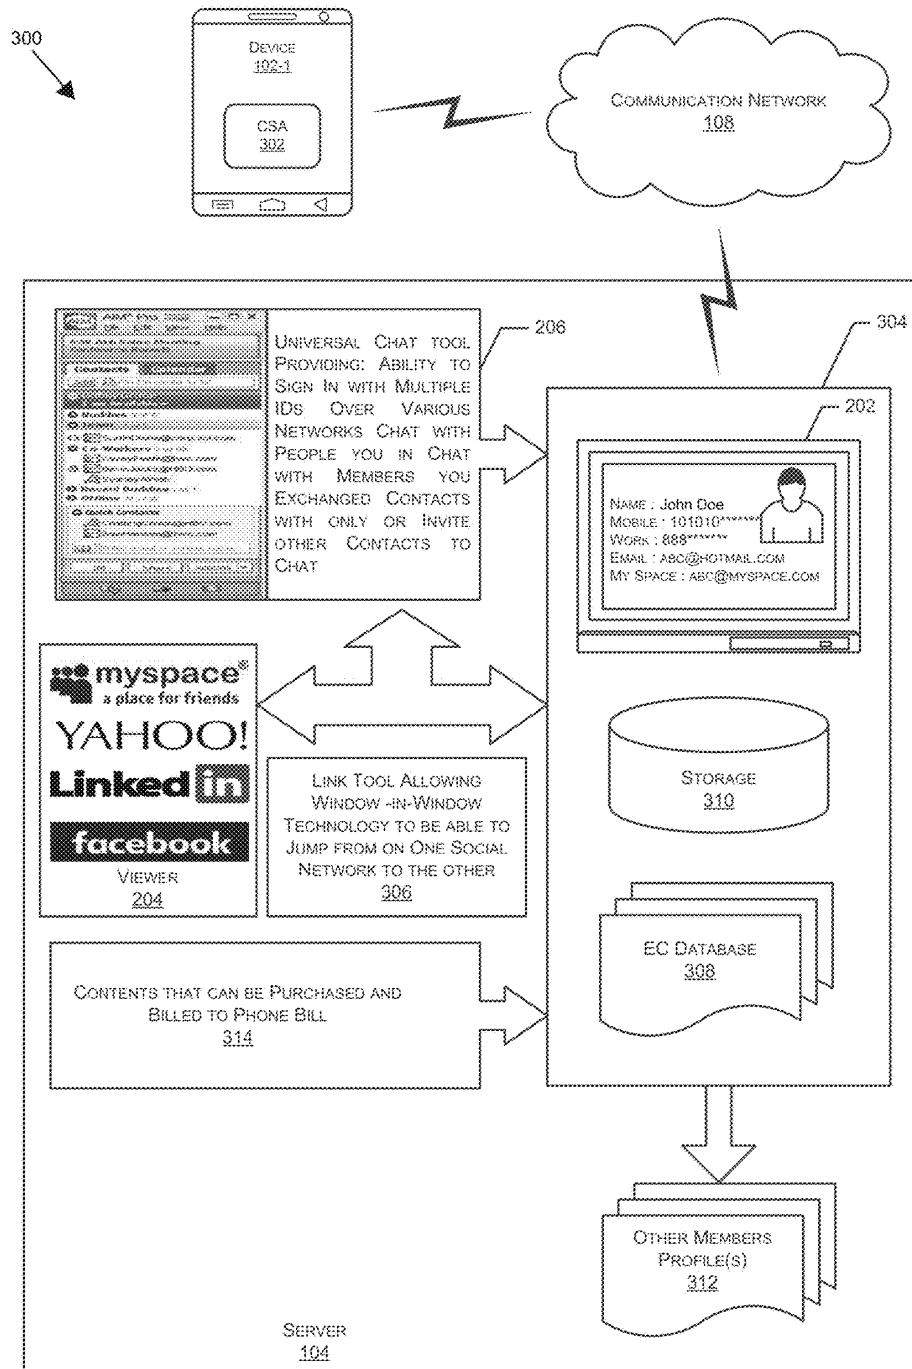 300
DEVICE
102-1
CSA
302
COMMUNICATION NETWORK
108
206
304
202
Contacts
UNIVERSAL CHAT TOOL
PROVIDING: ABILITY TO
SIGN IN WITH MULTIPLE
IDS OVER VARIOUS
NETWORKS CHAT WITH
PEOPLE YOU IN CHAT
WITH MEMBERS YOU
EXCHANGED CONTACTS
WITH ONLY OR INVITE
OTHER CONTACTS TO
CHAT
NAME : John Doe
MOBILE : 101010*******
WORK : 888*******
EMAIL : ABC@HOTMAIL.COM
MY SPACE : ABC@MYSPACE.COM
myspace®
a place for friends
YAHOO!
Linked in
facebook
VIEWER
204
LINK TOOL ALLOWING
WINDOW -IN-WINDOW
TECHNOLOGY TO BE ABLE TO
JUMP FROM ON ONE SOCIAL
NETWORK TO THE OTHER
306
STORAGE
310
EC DATABASE
308
CONTENTS THAT CAN BE PURCHASED AND
BILLED TO PHONE BILL
314
OTHER MEMBERS
PROFILE(S)
312
SERVER
104